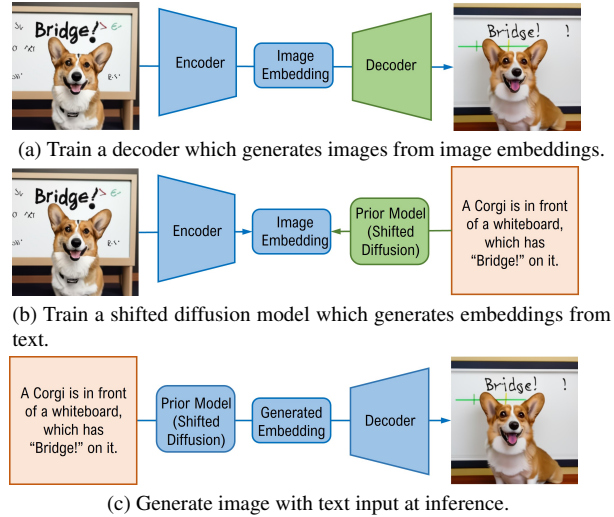 Bridge!
Encoder
Image
Embedding
Decoder
Bridge! !
(a) Train a decoder which generates images from image embeddings.
Bridge!
Encoder
Image
Embedding
Prior Model
(Shifted
Diffusion)
A Corgi is in front
of a whiteboard,
which has
“Bridge!” on it.
(b) Train a shifted diffusion model which generates embeddings from
text.
A Corgi is in front
of a whiteboard,
which has
“Bridge!” on it.
Prior Model
(Shifted
Diffusion)
Generated
Embedding
Decoder
Bridge! !
(c) Generate image with text input at inference.